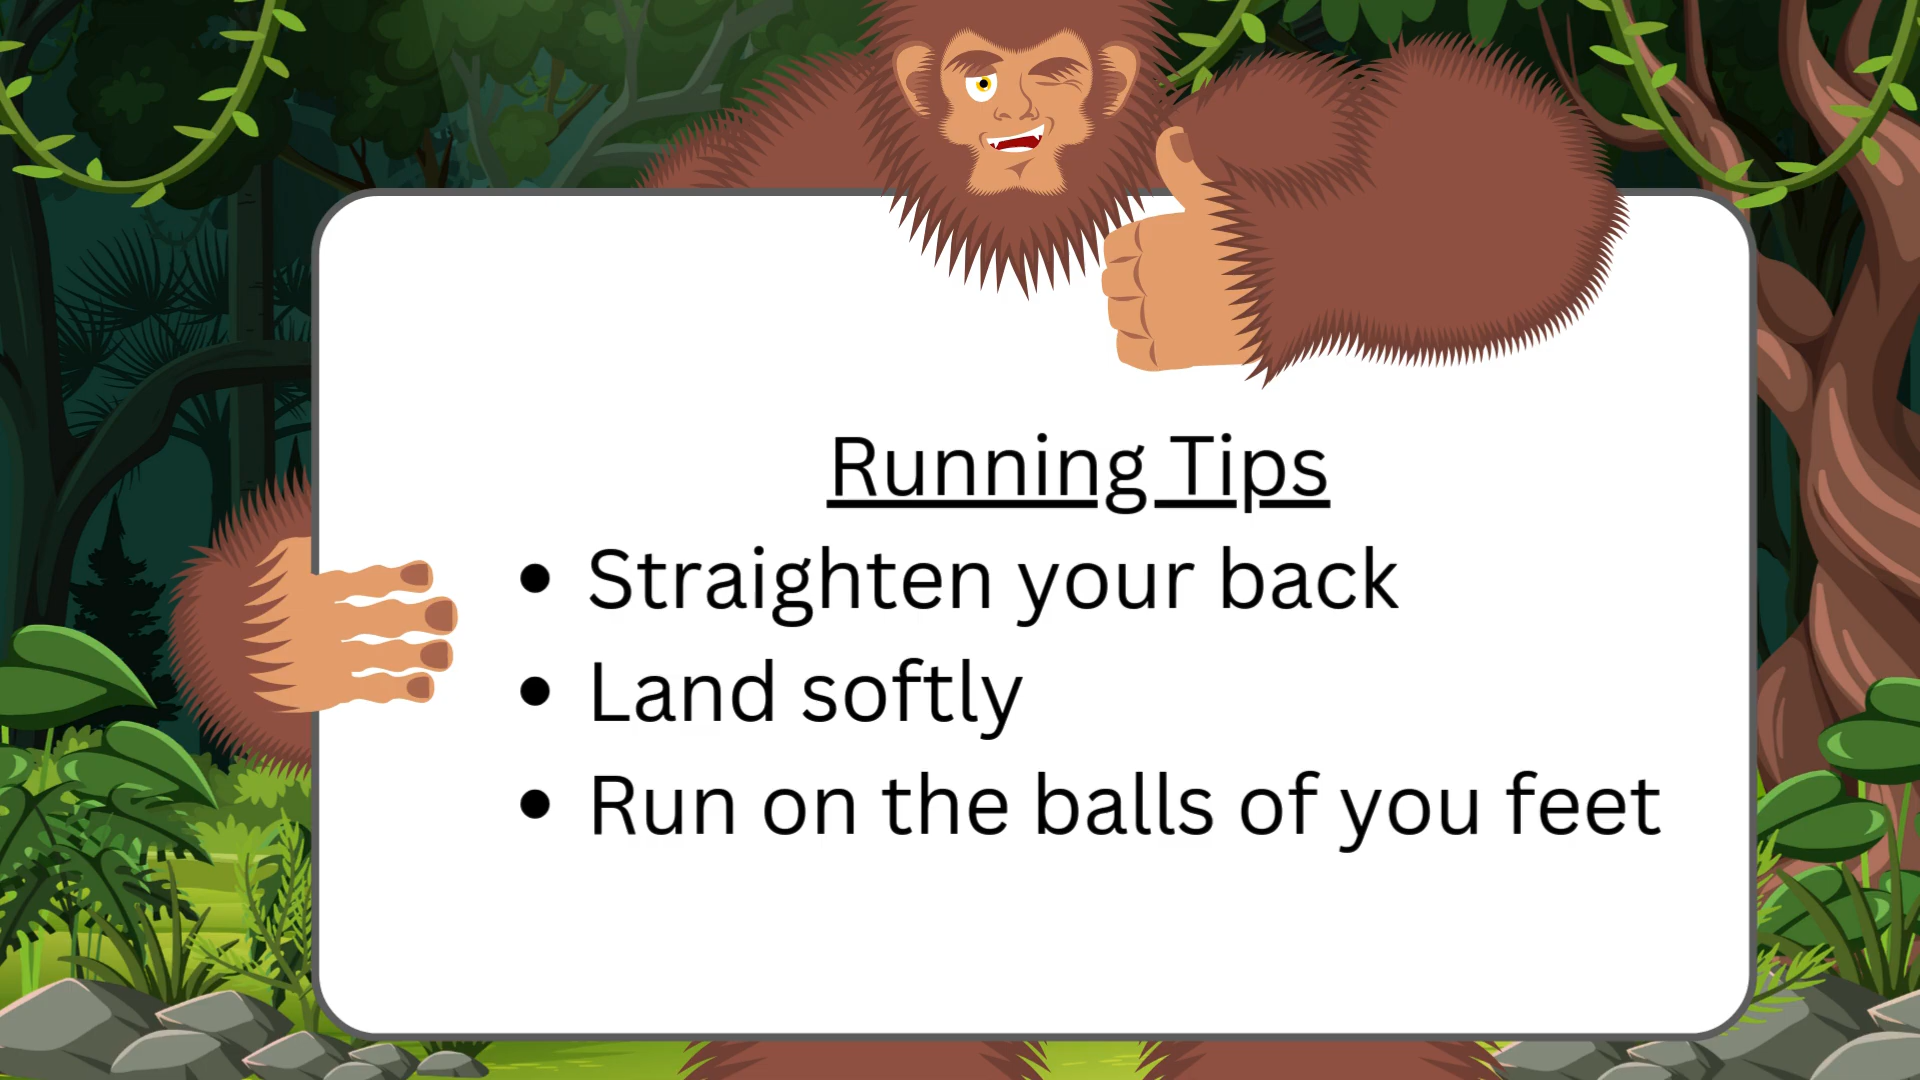 Running Tips
• Straighten your back
• Land softly
• Run on the balls of you feet